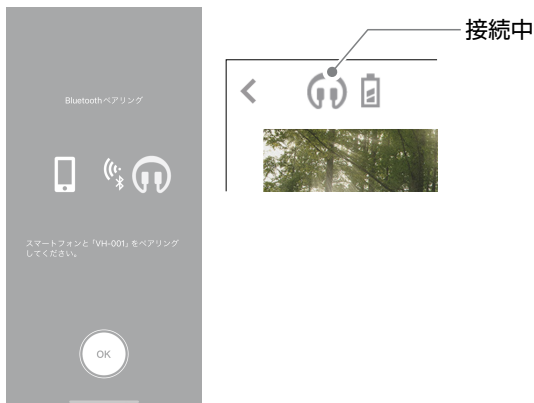 接続中
Bluetoothペアリング
スマートフォンと「VH-001」をペアリング
してください。
OK